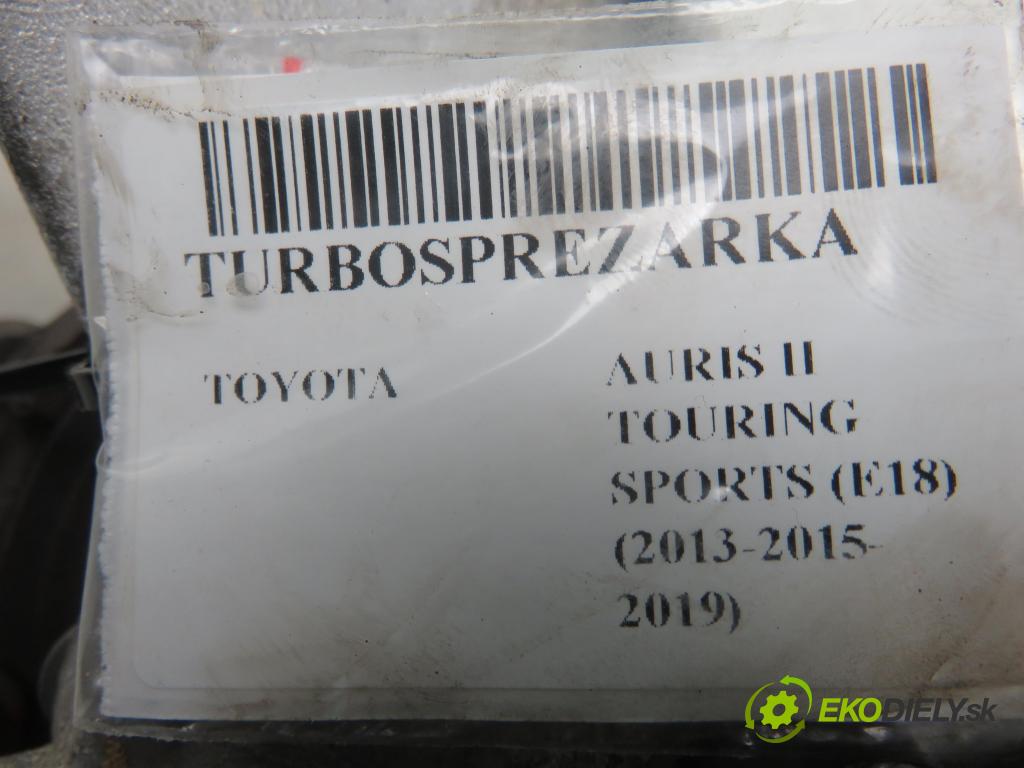 TURBOSPREZARKA
TOYOTA
AURIS II
TOURING
SPORTS (E18)
(2013-2015-
2019)
EKODIELY.sk